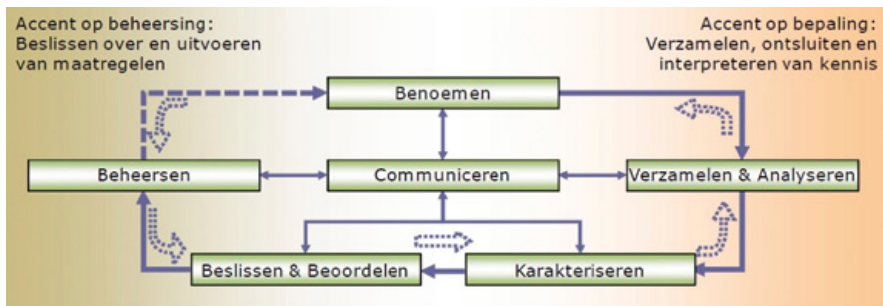 Accent op beheersing:
Beslissen over en uitvoeren
van maatregelen
Accent op bepaling:
Verzamelen, ontsluiten en
interpreteren van kennis
Benoemen
Beheersen
Communiceren
Verzamelen & Analyseren
Beslissen & Beoordelen
Karakteriseren